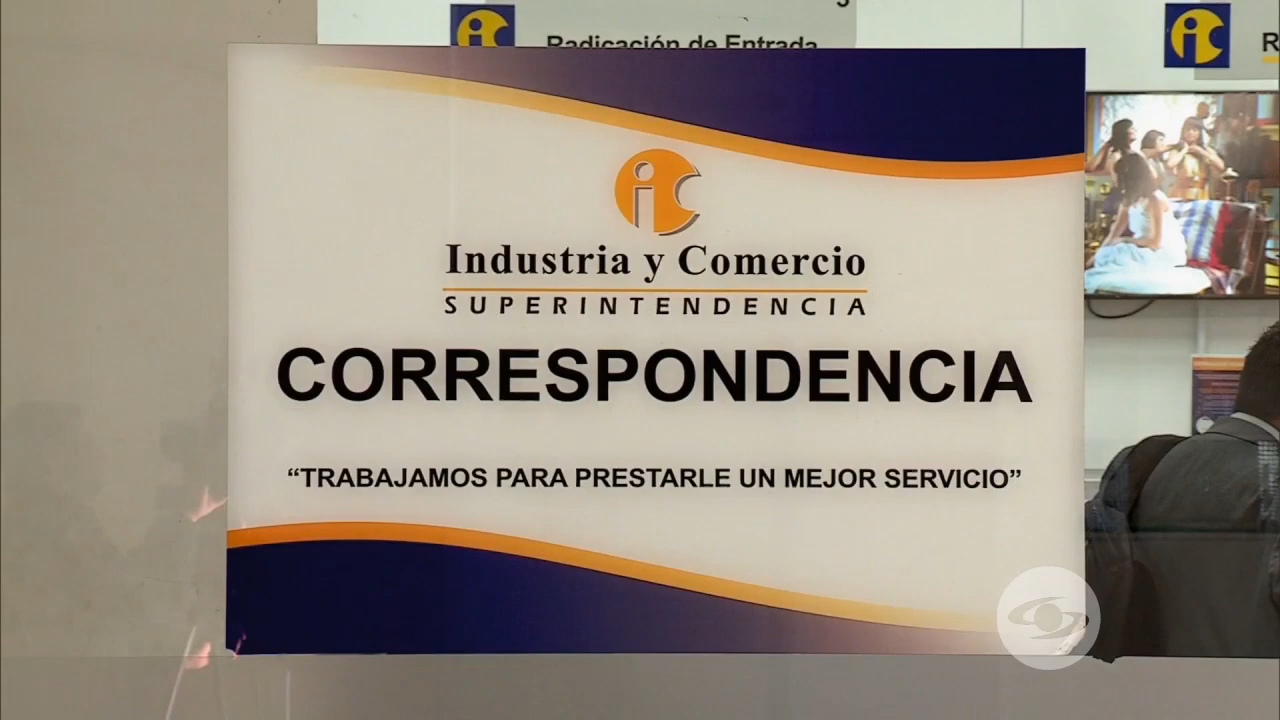 Radicación de Entrada
Industria y Comercio
SUPERINTENDENCIA
CORRESPONDENCIA
“TRABAJAMOS PARA PRESTARLE UN MEJOR SERVICIO”